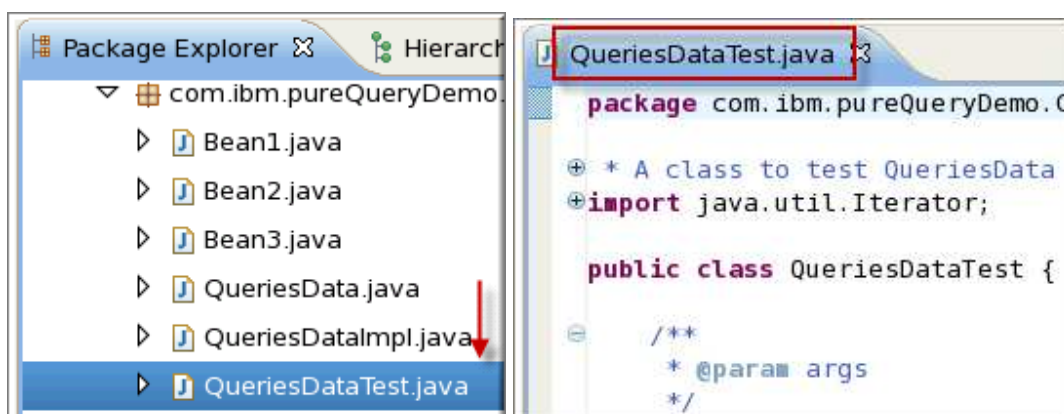 Package Explorer
Hierarch
com.ibm.pureQueryDemo.
Bean1.java
Bean2.java
Bean3.java
QueriesData.java
QueriesDataImpl.java
QueriesDataTest.java
QueriesDataTest.java
package com.ibm.pureQueryDemo.
* A class to test QueriesData
import java.util.Iterator;
public class QueriesDataTest {
/**
* @param args
*/